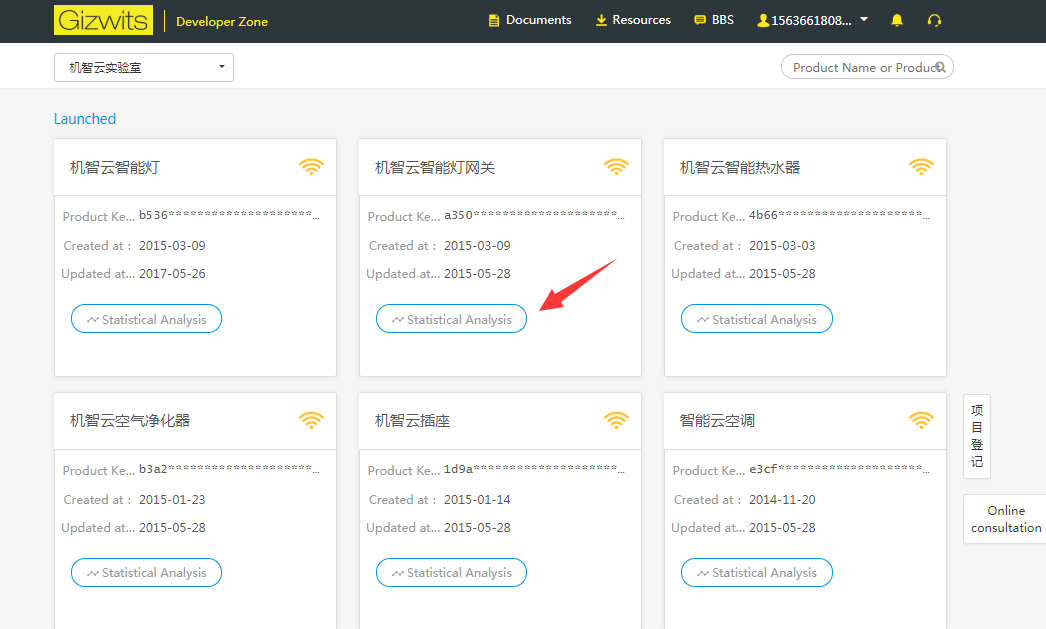 Gizwits Developer Zone Documents Resources BBS 1563661808...
机智云实验室 Product Name or Product
Launched
机智云智能灯 机智云智能灯网关 机智云智能热水器
Product Ke... b536********************... Product Ke... a350********************... Product Ke... 4b66********************...
Created at : 2015-03-09 Created at : 2015-03-09 Created at : 2015-03-03
Updated at... 2017-05-26 Updated at... 2015-05-28 Updated at... 2015-05-28
Statistical Analysis Statistical Analysis Statistical Analysis
机智云空气净化器 机智云插座 智能云空调
Product Ke... b3a2********************... Product Ke... 1d9a********************... Product Ke... e3cf********************...
Created at : 2015-01-23 Created at : 2015-01-14 Created at : 2014-11-20
Updated at... 2015-05-28 Updated at... 2015-05-28 Updated at... 2015-05-28
Statistical Analysis Statistical Analysis Statistical Analysis
项目登记
Online
consultation